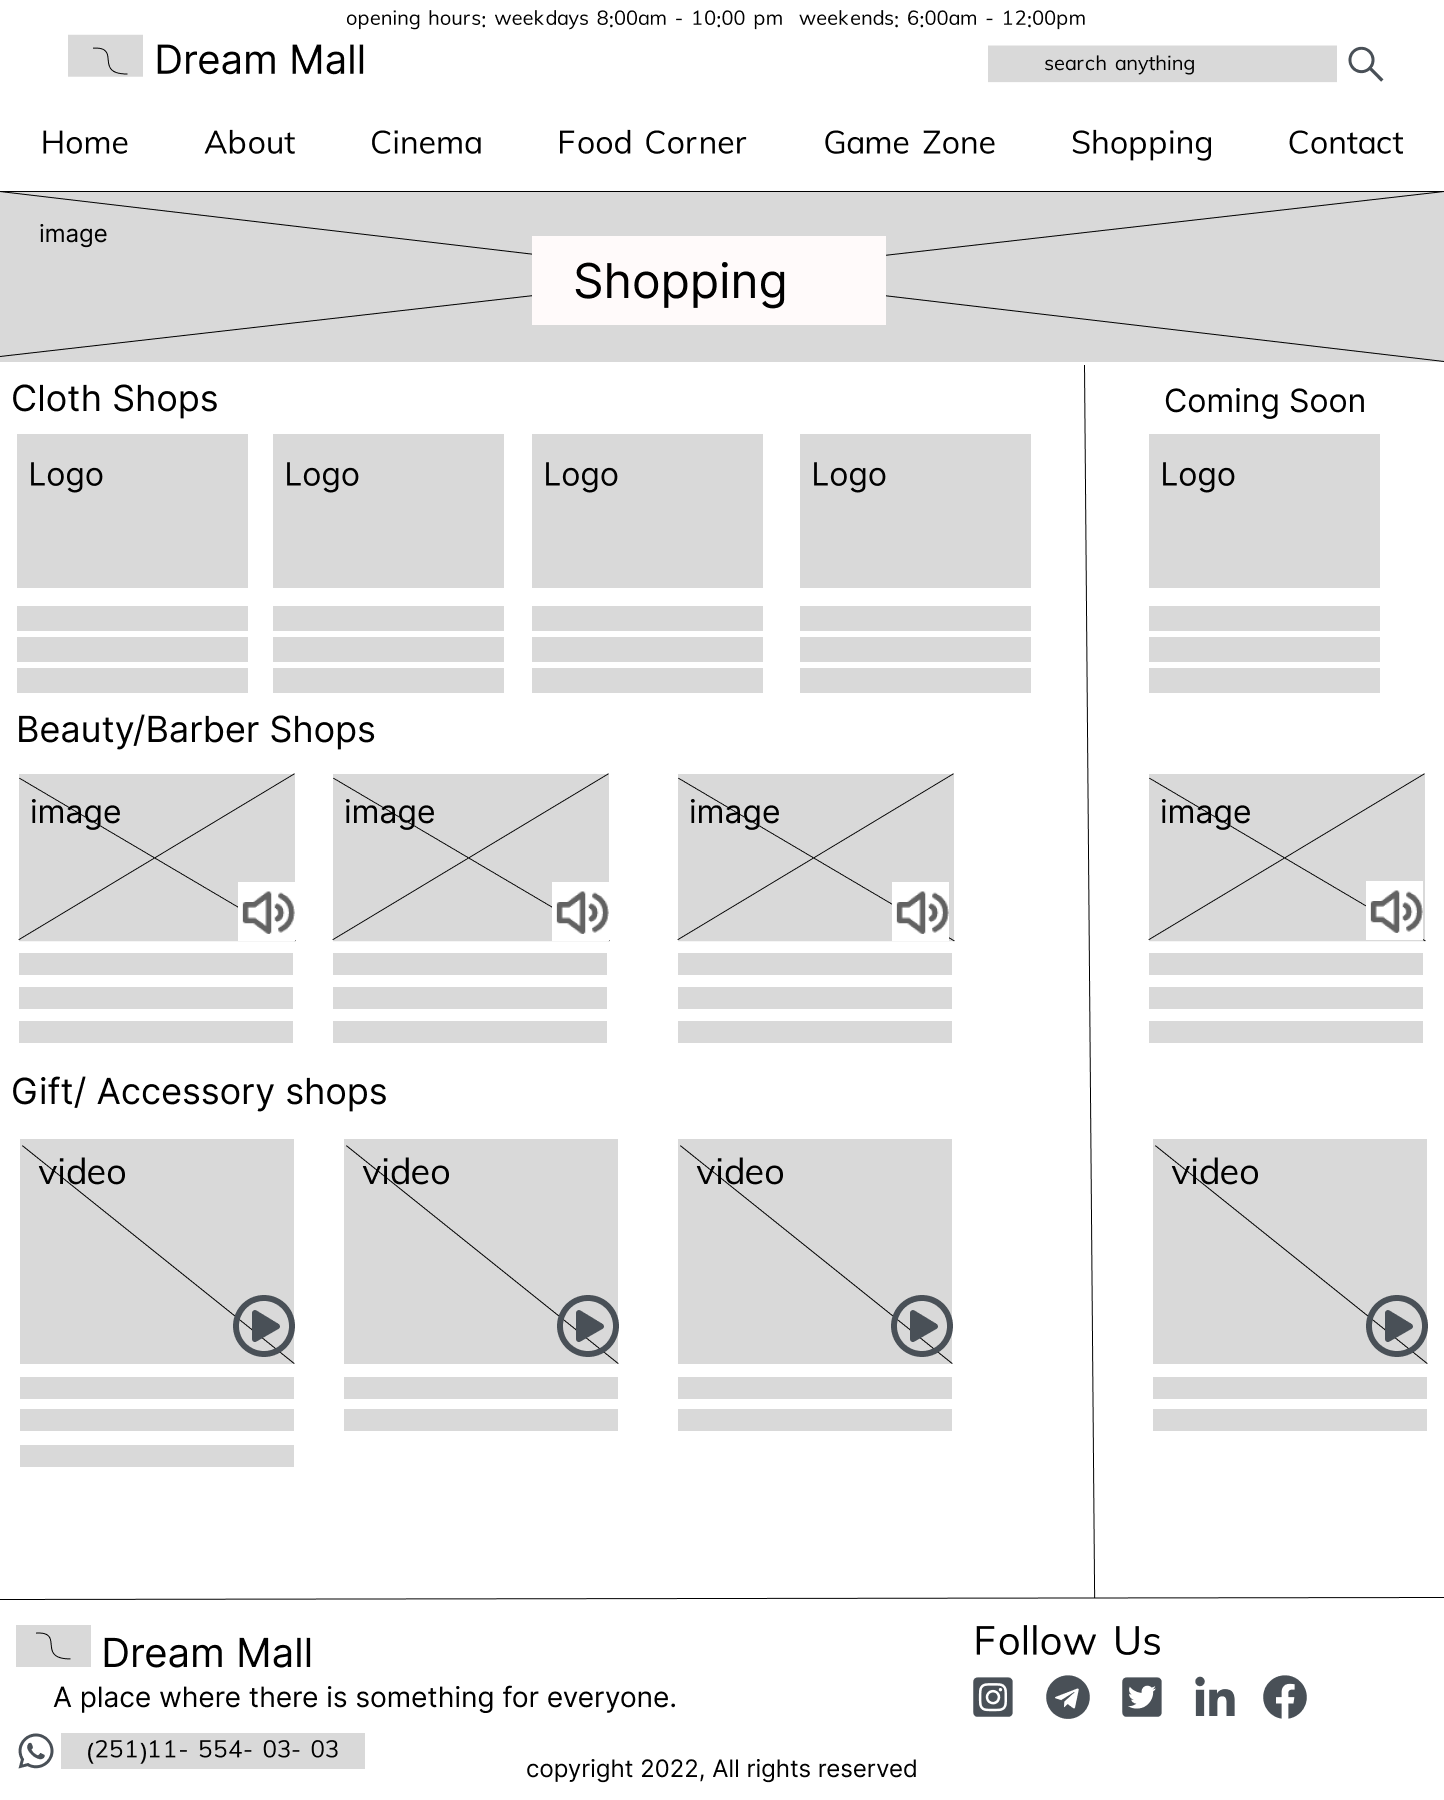 opening hours: weekdays 8:00am - 10:00 pm weekends: 6:00am - 12:00pm
Dream Mall
search anything
Home About Cinema Food Corner Game Zone Shopping Contact
image
Shopping
Cloth Shops
Coming Soon
Logo Logo Logo Logo Logo
Beauty/Barber Shops
image image image image
Gift/ Accessory shops
video video video video
Dream Mall
A place where there is something for everyone.
(251)11- 554- 03- 03
Follow Us
in
copyright 2022, All rights reserved